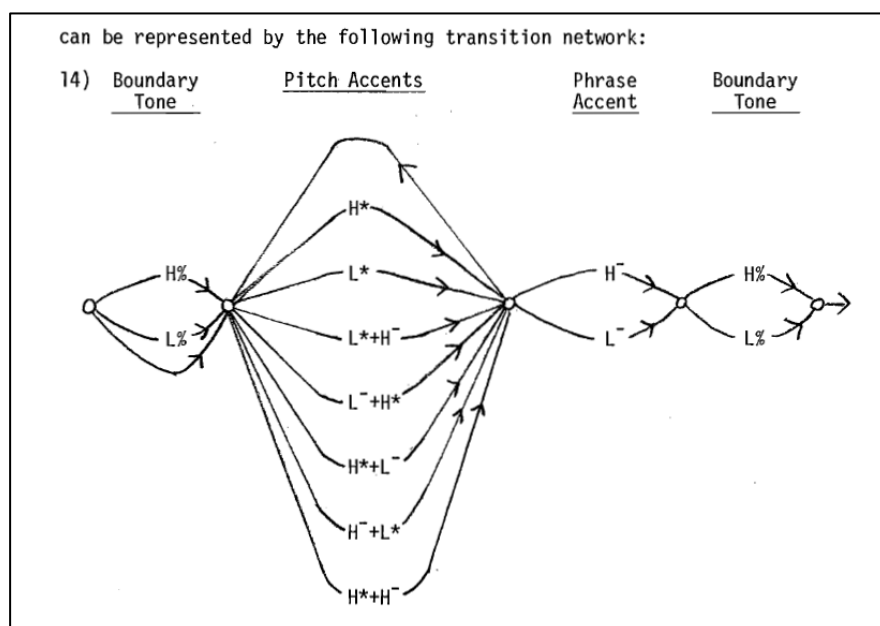 can be represented by the following transition network:
14) Boundary Tone Pitch Accents Phrase Accent Boundary Tone
H*
H% L* H⁻ H%
L% L*+H⁻ L⁻ L%
L⁻+H*
H*+L⁻
H⁻+L*
H*+H⁻